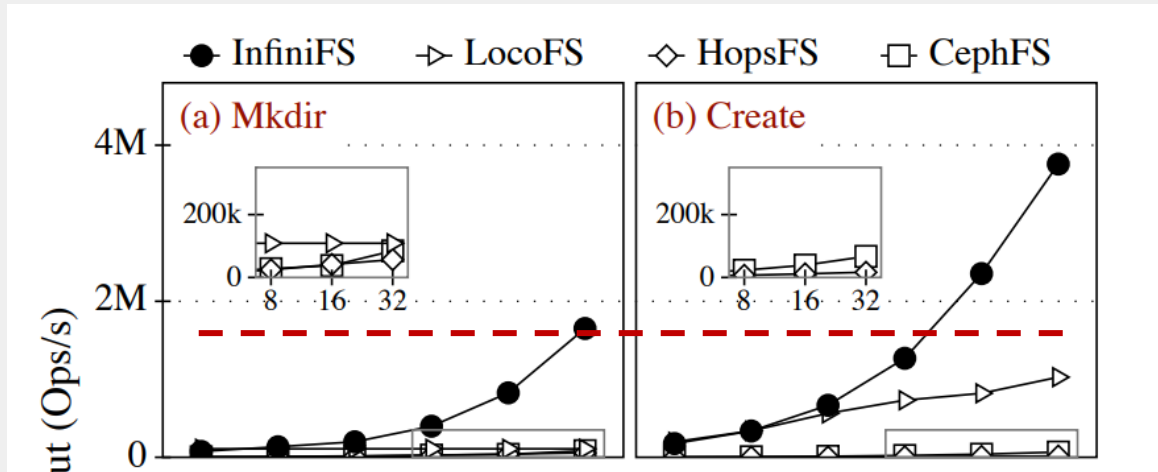 InfiniFS LocoFS HopsFS CephFS
(a) Mkdir (b) Create
4M
200k 200k
0 0
8 16 32 8 16 32
2M
0
ut (Ops/s)